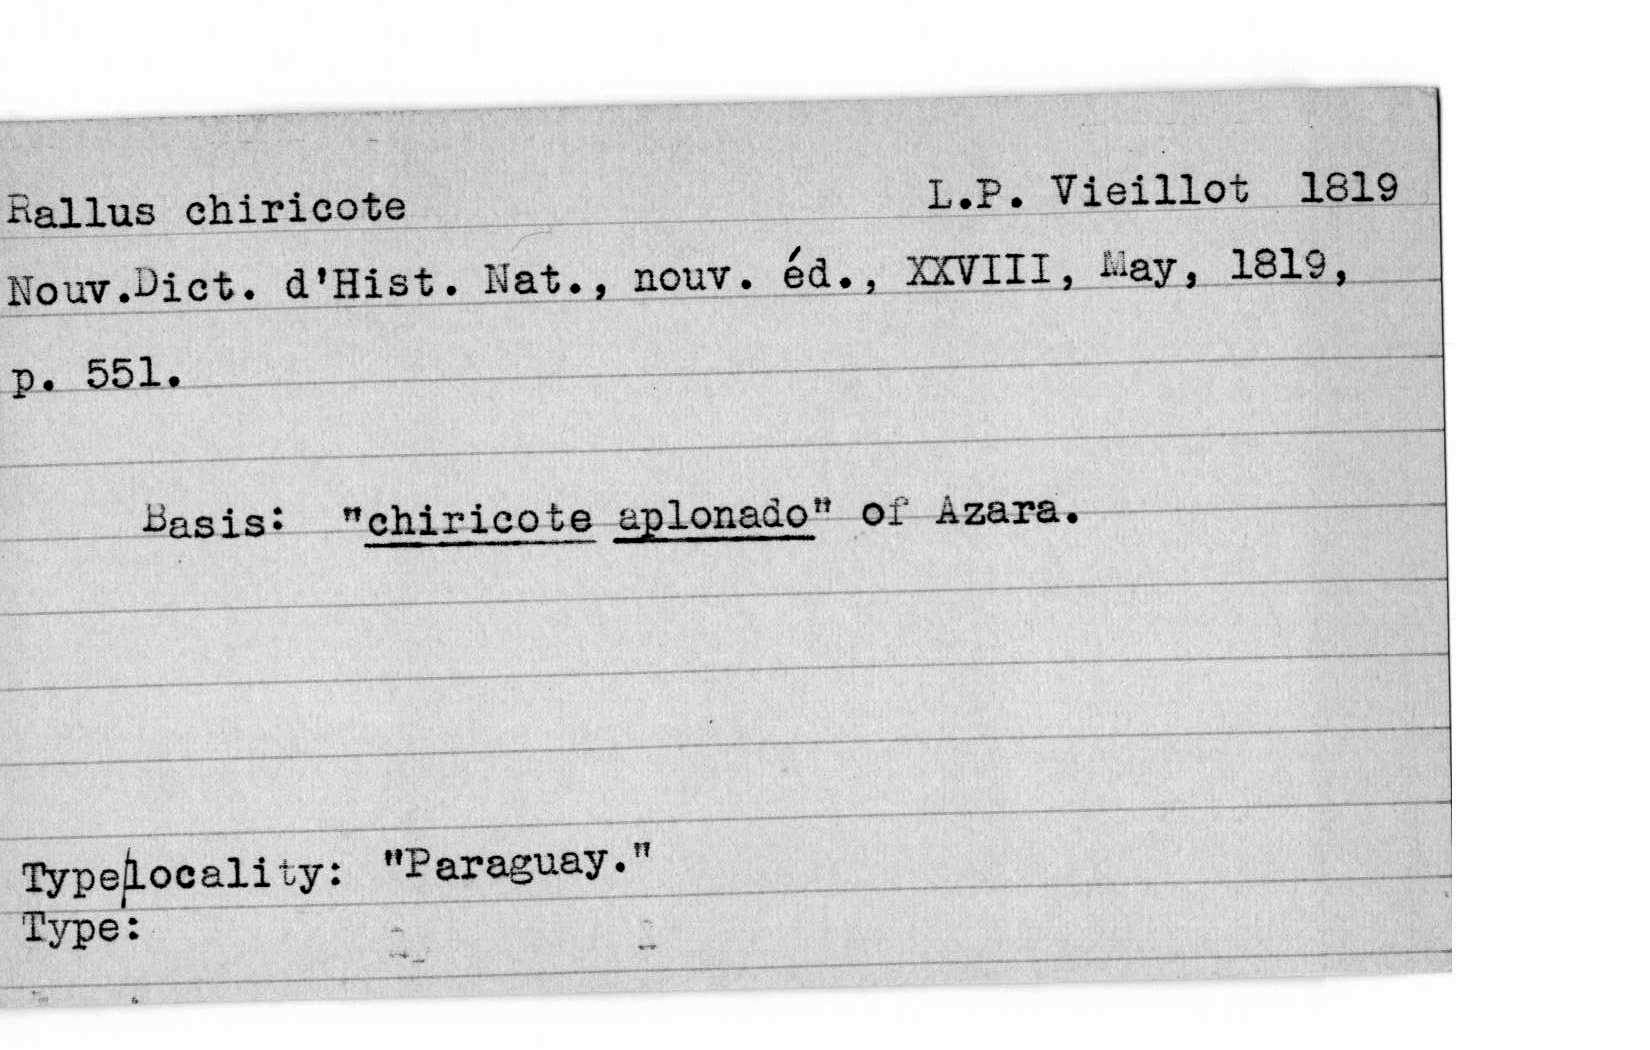 Rallus chiricote L.P. Vieillot 1819
Nouv.Dict. d'Hist. Nat., nouv. éd., XXVIII, May, 1819,
p. 551.
Basis: "chiricote aplonado" of Azara.
Type locality: "Paraguay."
Type: